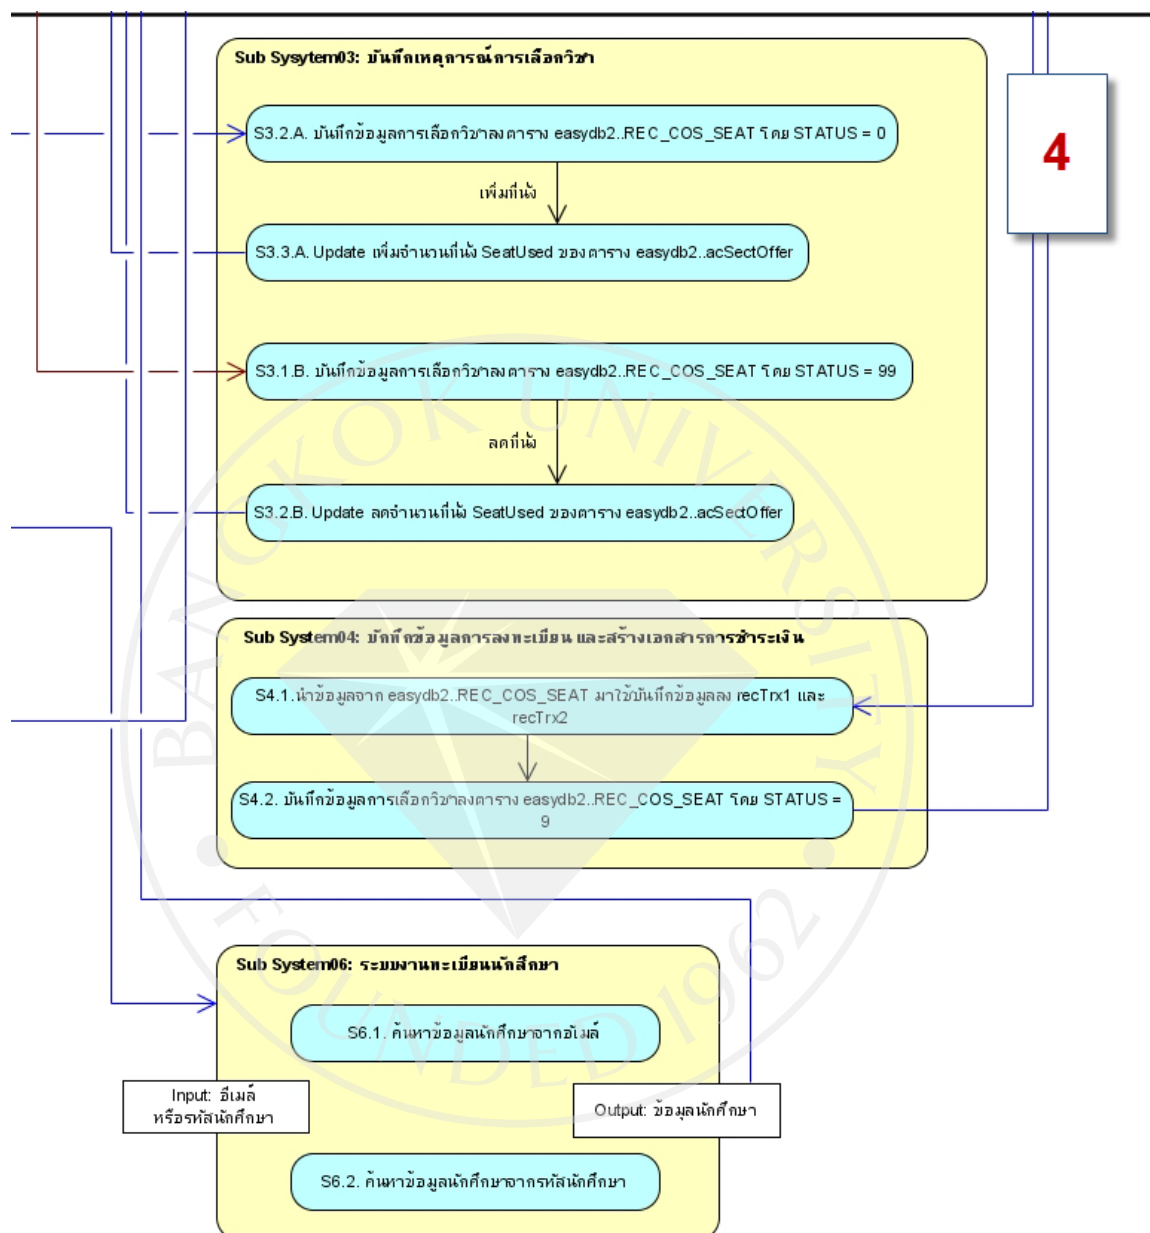 Sub Sysytem03: บันทึกเหตุการณ์การเลือกวิชา
4
S3.2.A. บันทึกข้อมูลการเลือกวิชาลงตาราง easydb2..REC_COS_SEAT โดย STATUS = 0
เพิ่มที่นั่ง
S3.3.A. Update เพิ่มจำนวนที่นั่ง SeatUsed ของตาราง easydb2..acSectOffer
S3.1.B. บันทึกข้อมูลการเลือกวิชาลงตาราง easydb2..REC_COS_SEAT โดย STATUS = 99
ลดที่นั่ง
S3.2.B. Update ลดจำนวนที่นั่ง SeatUsed ของตาราง easydb2..acSectOffer
Sub System04: บักทึกข้อมูลการลงทะเบียน และสร้างเอกสารการชำระเงิน
S4.1.นำข้อมูลจาก easydb2..REC_COS_SEAT มาใช้บันทึกข้อมูลลง recTrx1 และ
recTrx2
S4.2. บันทึกข้อมูลการเลือกวิชาลงตาราง easydb2..REC_COS_SEAT โดย STATUS =
9
Sub System06: ระบบงานทะเบียนนักศึกษา
S6.1. ค้นหาข้อมูลนักศึกษาจากอีเมล์
Input: อีเมล์
หรือรหัสนักศึกษา
Output: ข้อมูลนักศึกษา
S6.2. ค้นหาข้อมูลนักศึกษาจากรหัสนักศึกษา
BANGKOK UNIVERSITY
FOUNDED 1962